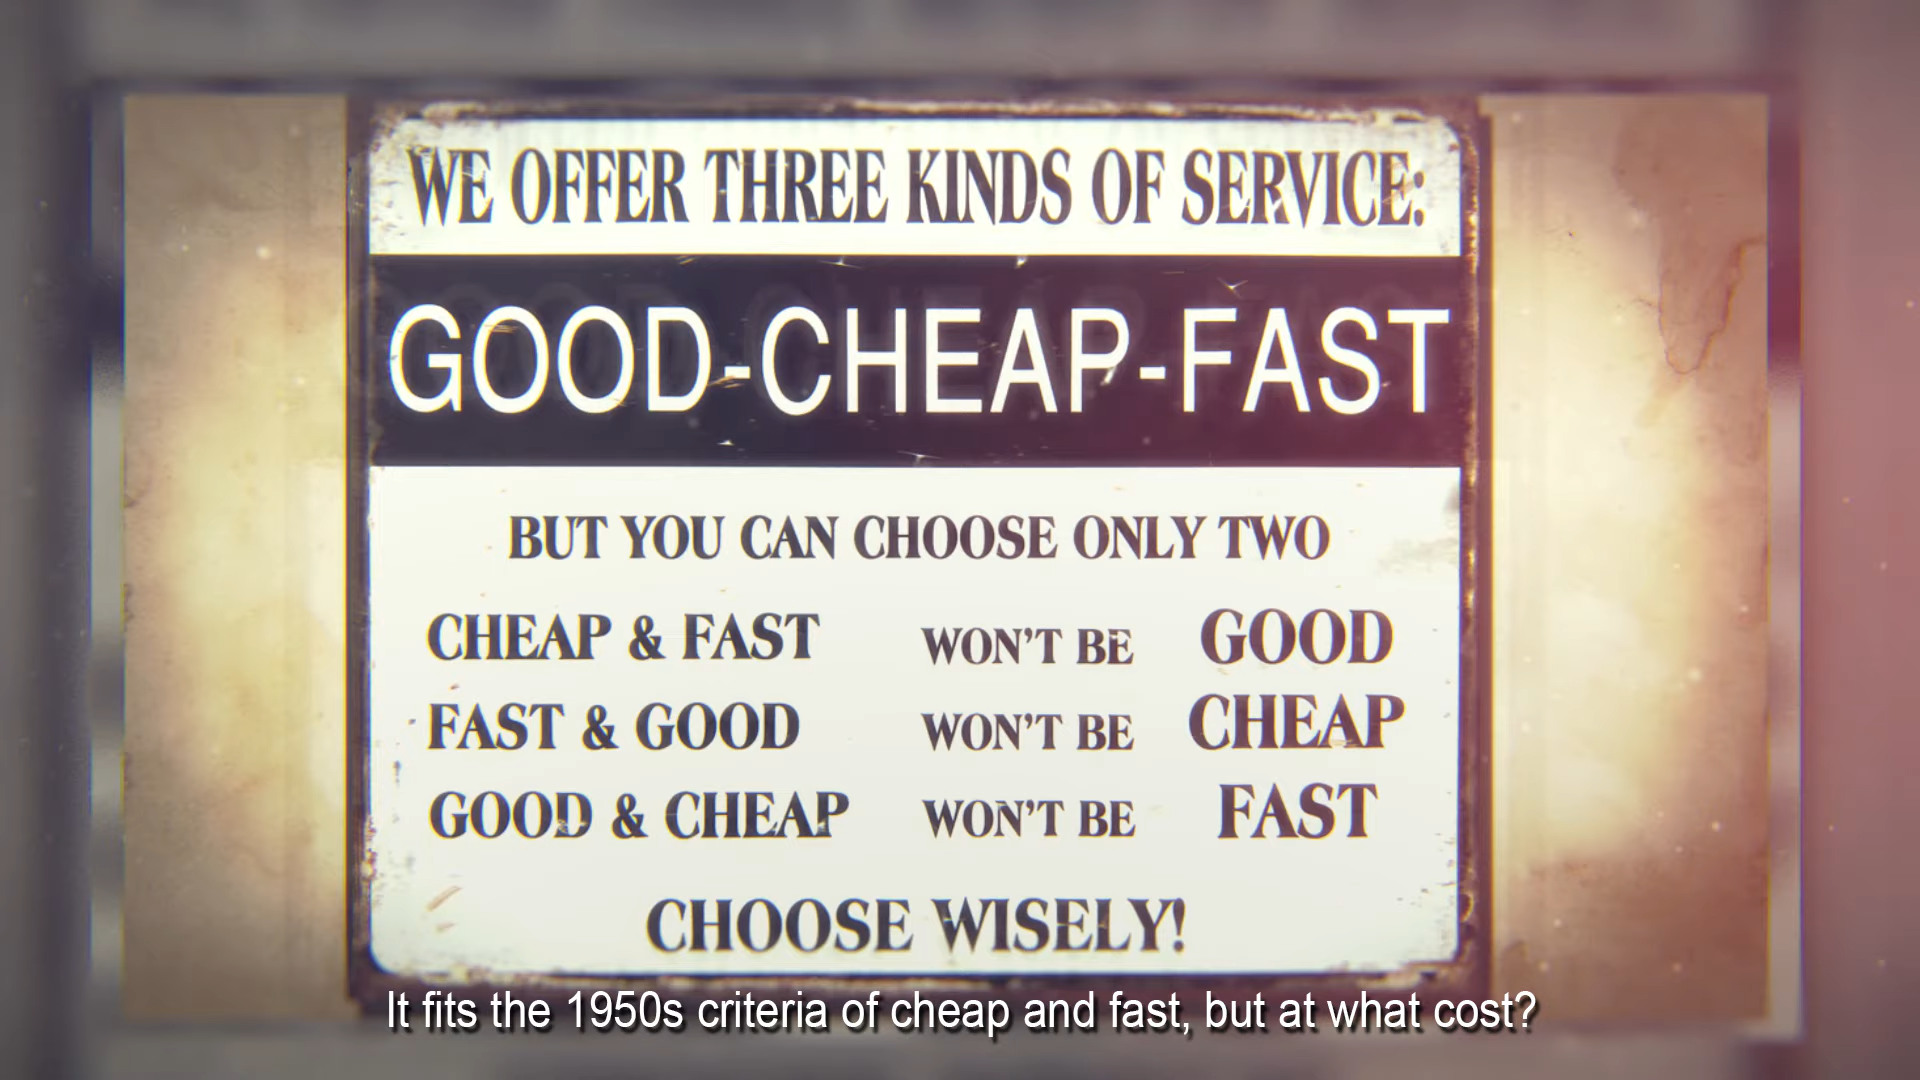 WE OFFER THREE KINDS OF SERVICE:
GOOD-CHEAP-FAST
BUT YOU CAN CHOOSE ONLY TWO
CHEAP & FAST WON'T BE GOOD
FAST & GOOD WON'T BE CHEAP
GOOD & CHEAP WON'T BE FAST
CHOOSE WISELY!
It fits the 1950s criteria of cheap and fast, but at what cost?